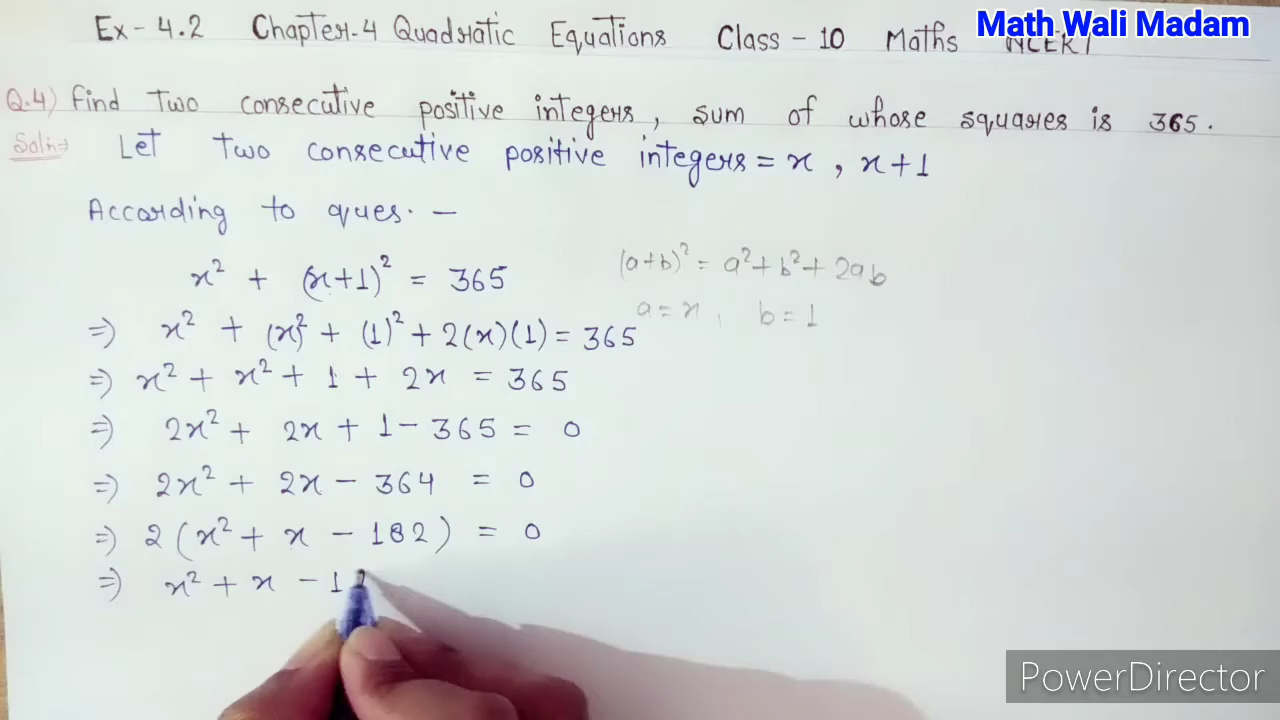 Math Wali Madam
Ex-4.2 Chapter-4 Quadratic Equations Class-10 Maths NCERT
Q.4) Find Two consecutive positive integers, sum of whose squares is 365.
Soln⇒ Let two consecutive positive integers = x, x+1
According to ques. —
x² + (x+1)² = 365
(a+b)² = a²+b²+2ab
a=x, b=1
⇒ x² + (x)² + (1)² + 2(x)(1) = 365
⇒ x² + x² + 1 + 2x = 365
⇒ 2x² + 2x + 1 - 365 = 0
⇒ 2x² + 2x - 364 = 0
⇒ 2(x² + x - 182) = 0
⇒ x² + x - 1
PowerDirector